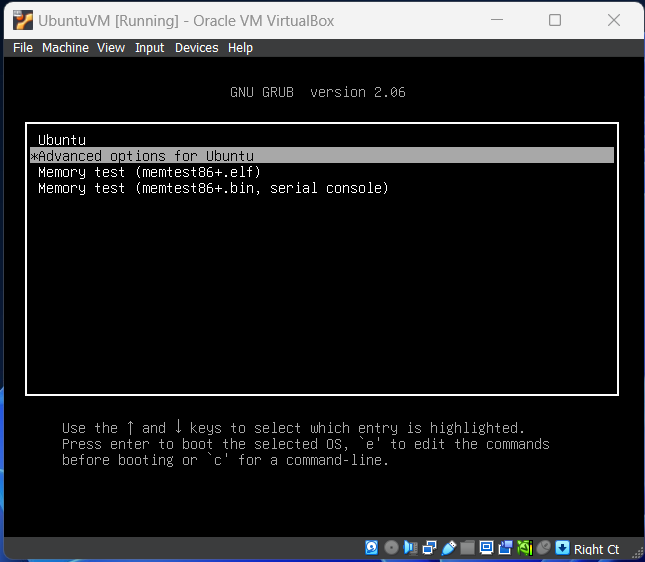 UbuntuVM [Running] - Oracle VM VirtualBox
File Machine View Input Devices Help
GNU GRUB version 2.06
Ubuntu
*Advanced options for Ubuntu
Memory test (memtest86+.elf)
Memory test (memtest86+.bin, serial console)
Use the ↑ and ↓ keys to select which entry is highlighted.
Press enter to boot the selected OS, `e' to edit the commands
before booting or `c' for a command-line.
Right Ct